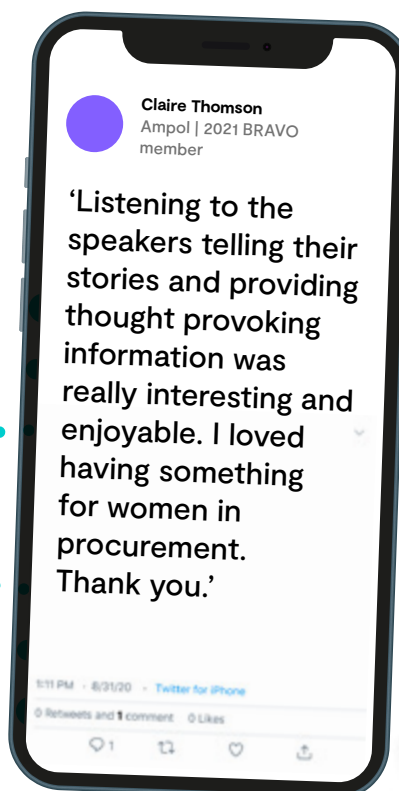 Claire Thomson
Ampol | 2021 BRAVO
member
‘Listening to the
speakers telling their
stories and providing
thought provoking
information was
really interesting and
enjoyable. I loved
having something
for women in
procurement.
Thank you.’
1:11 PM · 8/31/20 · Twitter for iPhone
0 Retweets and 1 comment 0 Likes
1